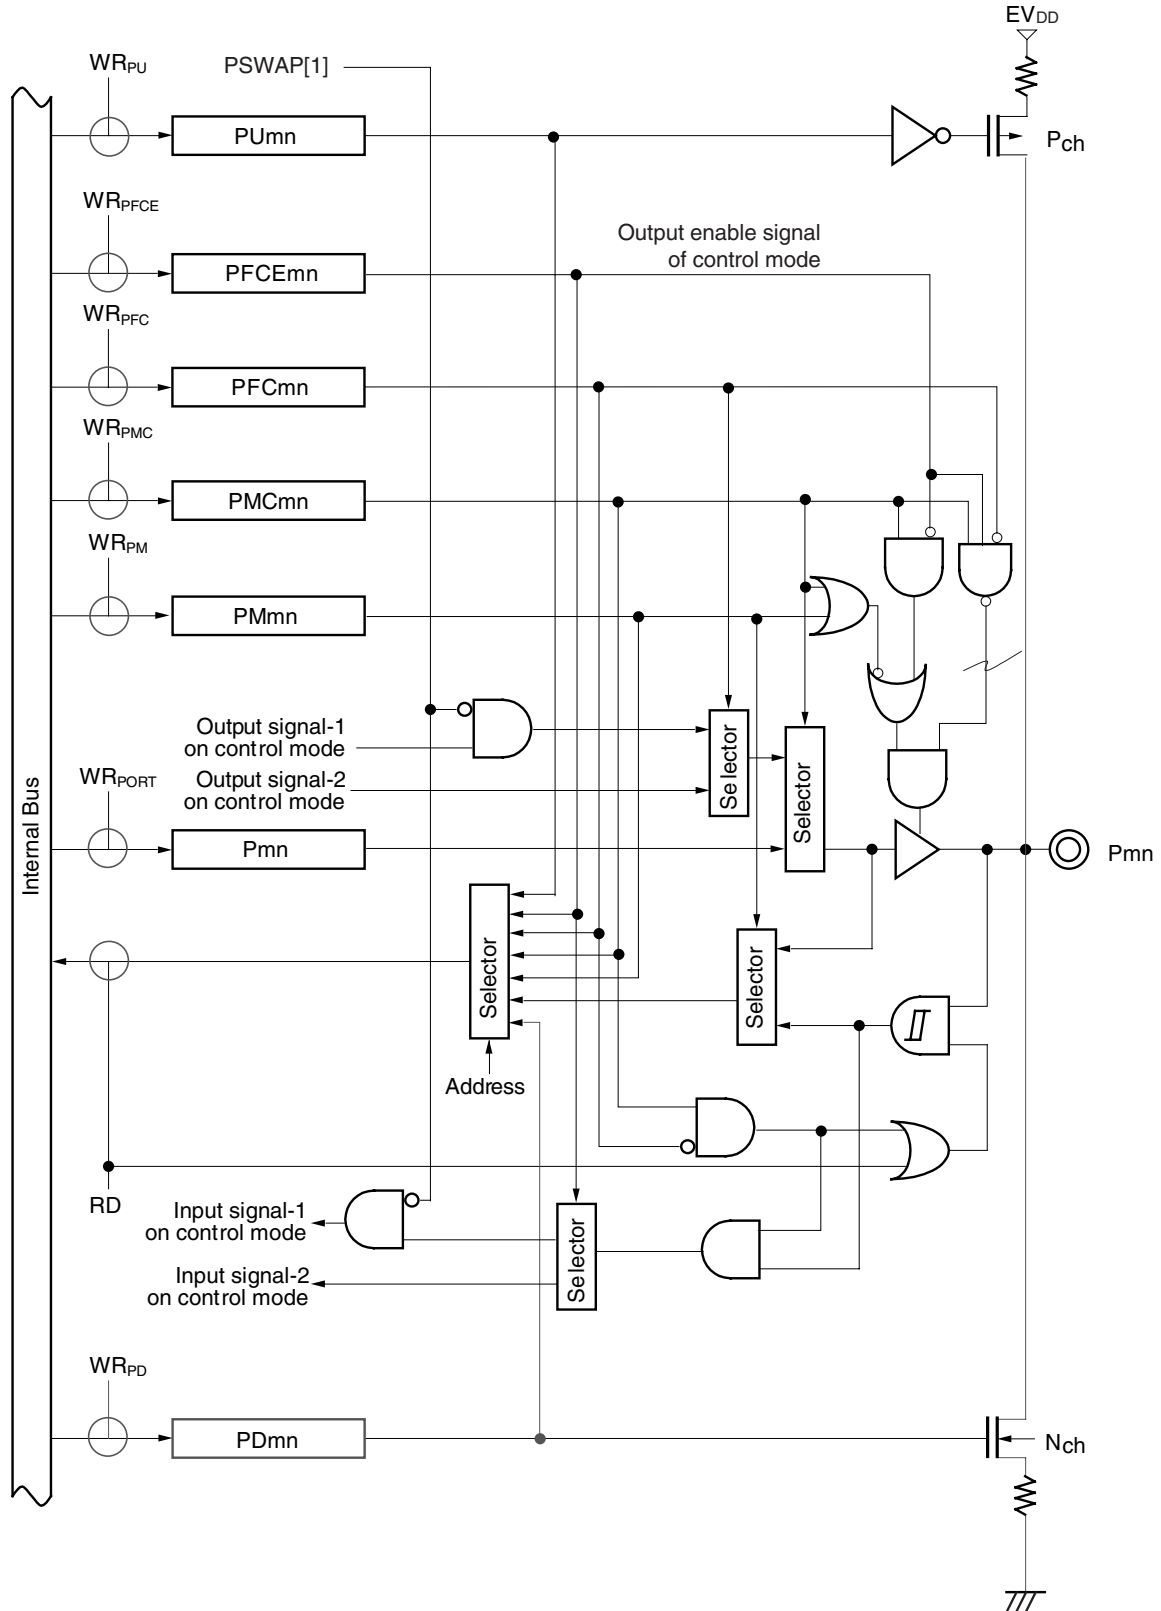 EVDD
WRPU
PSWAP[1]
PUmn
Pch
WRPFCE
Output enable signal
of control mode
PFCEmn
WRPFC
PFCmn
WRPMC
PMCmn
WRPM
PMmn
Output signal-1
on control mode
Selector
Selector
WRPORT
Output signal-2
on control mode
Internal Bus
Pmn
Pmn
Selector
Selector
Address
RD
Input signal-1
on control mode
Selector
Input signal-2
on control mode
WRPD
PDmn
Nch